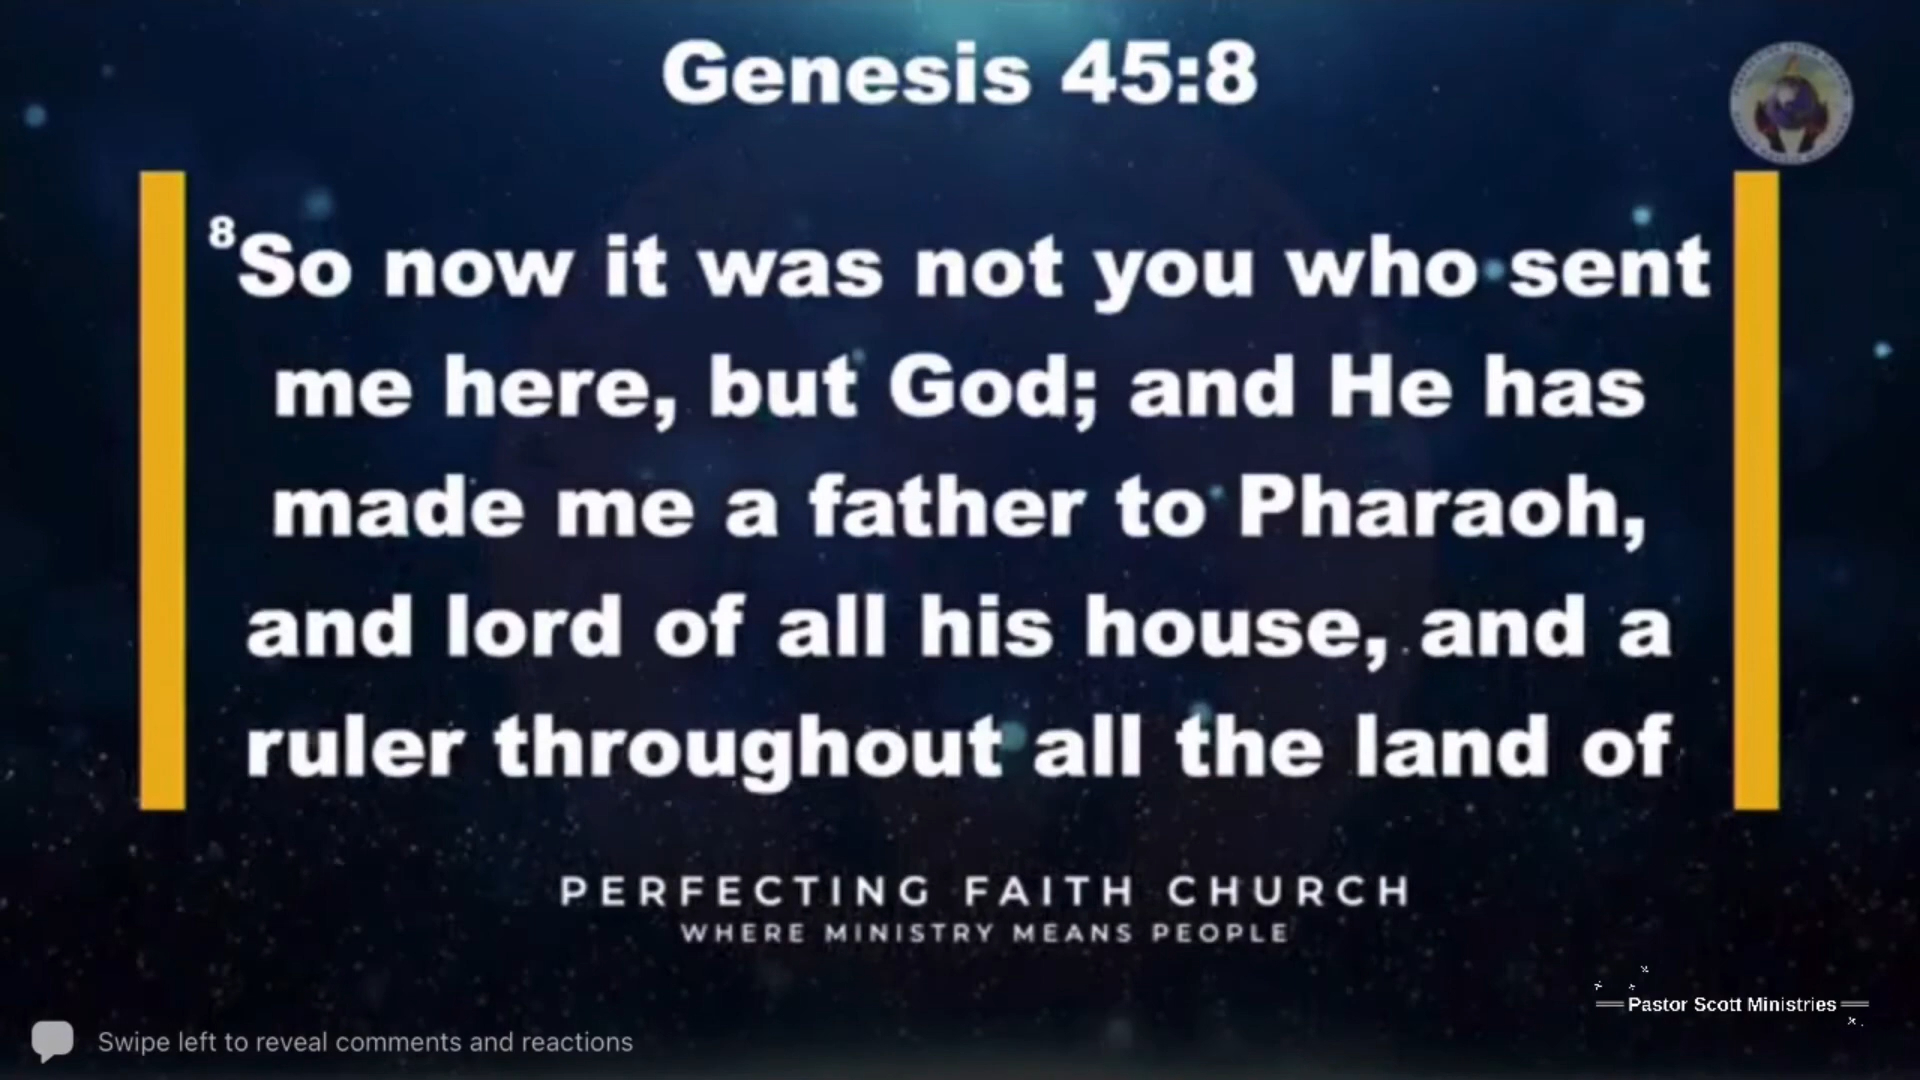 Genesis 45:8
8So now it was not you who sent
me here, but God; and He has
made me a father to Pharaoh,
and lord of all his house, and a
ruler throughout all the land of
PERFECTING FAITH CHURCH
WHERE MINISTRY MEANS PEOPLE
Pastor Scott Ministries
Swipe left to reveal comments and reactions